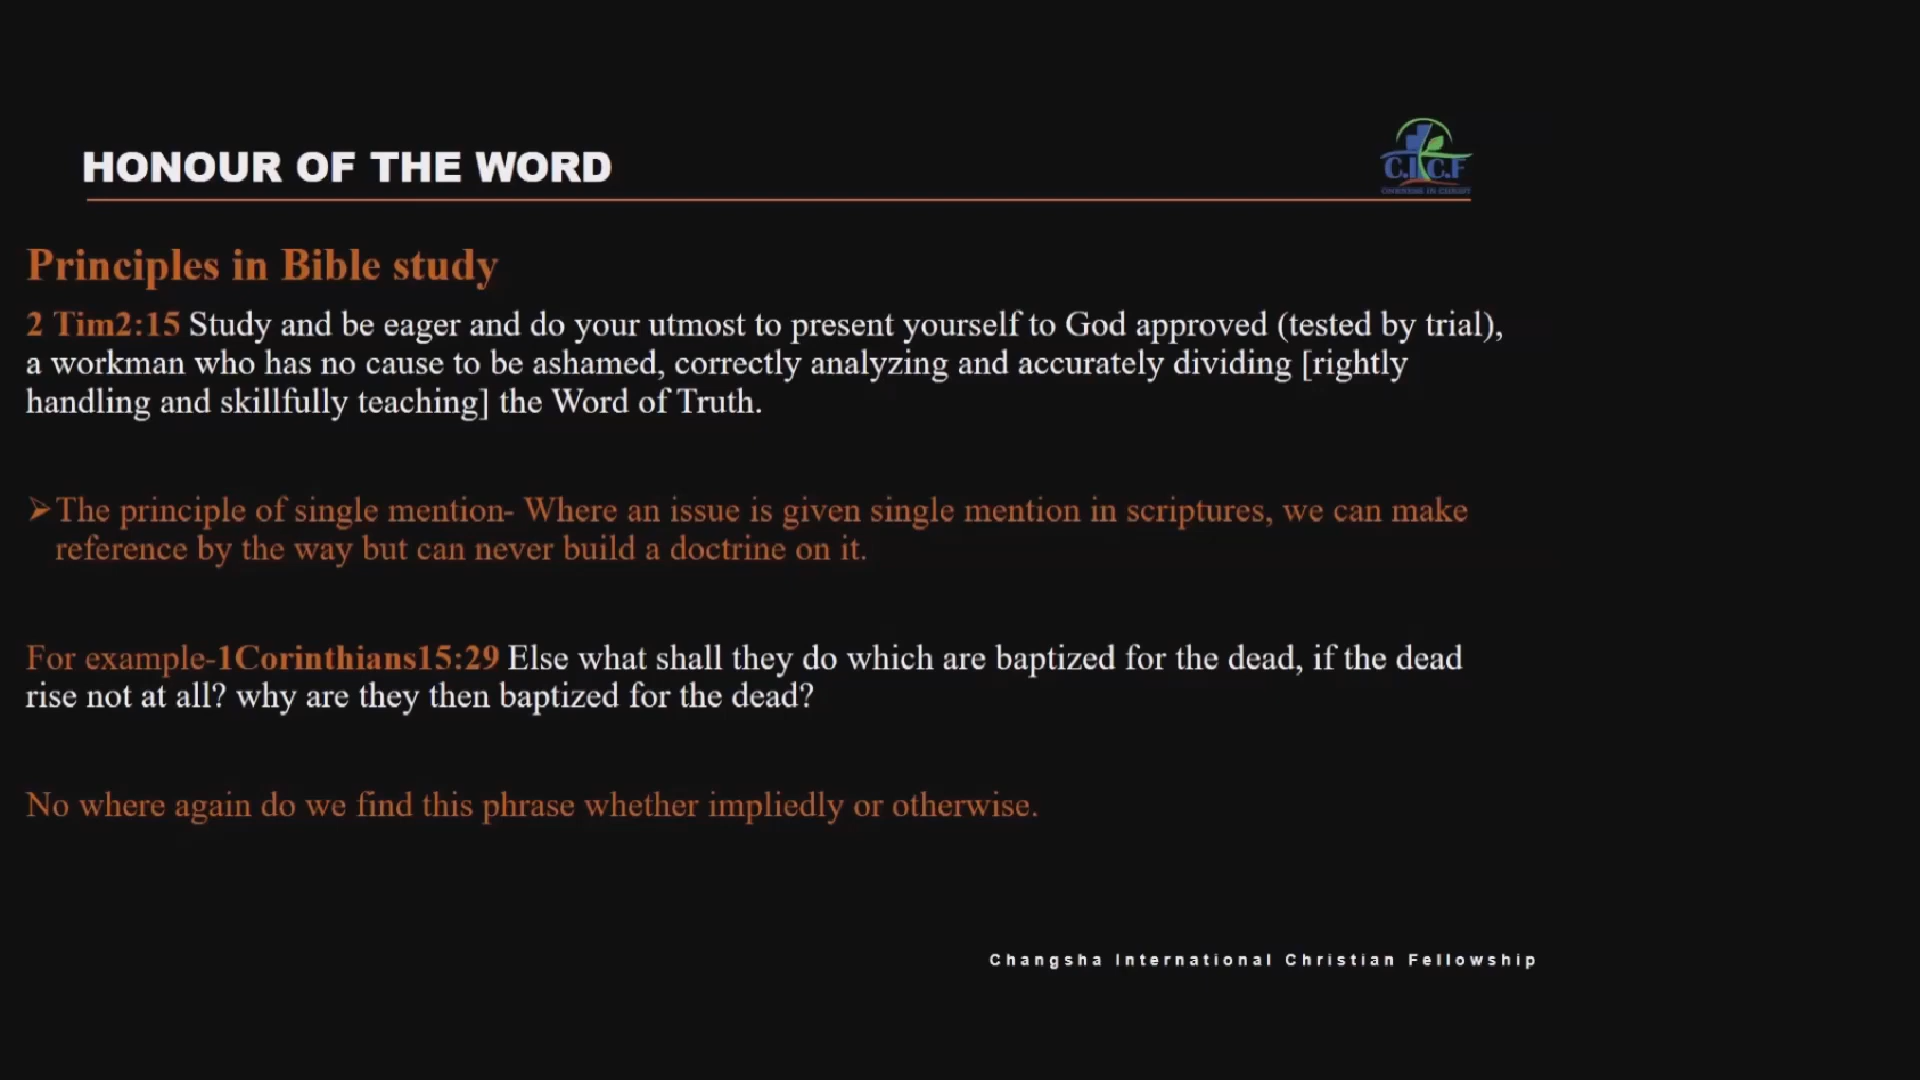 HONOUR OF THE WORD
C.I.C.F
Principles in Bible study
2 Tim2:15 Study and be eager and do your utmost to present yourself to God approved (tested by trial),
a workman who has no cause to be ashamed, correctly analyzing and accurately dividing [rightly
handling and skillfully teaching] the Word of Truth.
➢The principle of single mention- Where an issue is given single mention in scriptures, we can make
reference by the way but can never build a doctrine on it.
For example-1Corinthians15:29 Else what shall they do which are baptized for the dead, if the dead
rise not at all? why are they then baptized for the dead?
No where again do we find this phrase whether impliedly or otherwise.
Changsha International Christian Fellowship